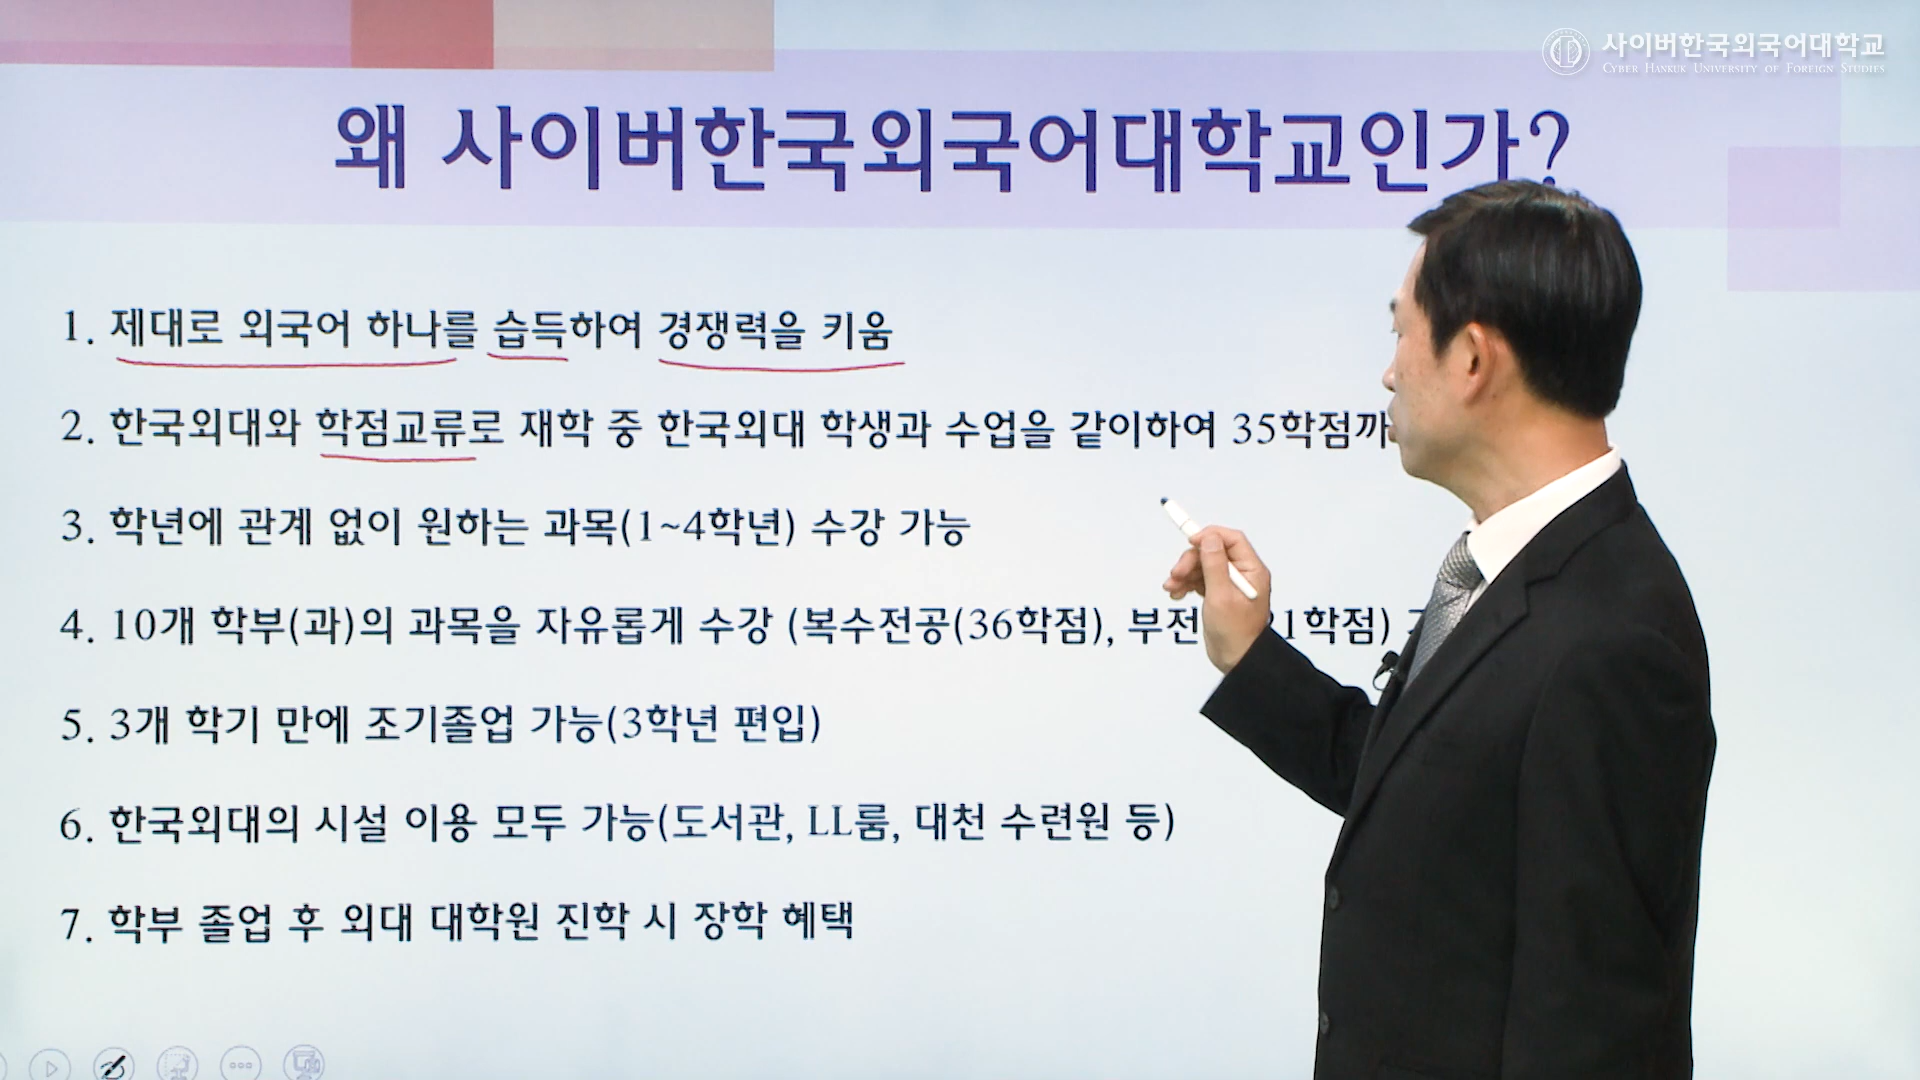 사이버한국외국어대학교
CYBER HANKUK UNIVERSITY OF FOREIGN STUDIES
왜 사이버한국외국어대학교인가?
1. 제대로 외국어 하나를 습득하여 경쟁력을 키움
2. 한국외대와 학점교류로 재학 중 한국외대 학생과 수업을 같이하여 35학점까
3. 학년에 관계 없이 원하는 과목(1~4학년) 수강 가능
4. 10개 학부(과)의 과목을 자유롭게 수강 (복수전공(36학점), 부전 21학점)
5. 3개 학기 만에 조기졸업 가능(3학년 편입)
6. 한국외대의 시설 이용 모두 가능(도서관, LL룸, 대천 수련원 등)
7. 학부 졸업 후 외대 대학원 진학 시 장학 혜택